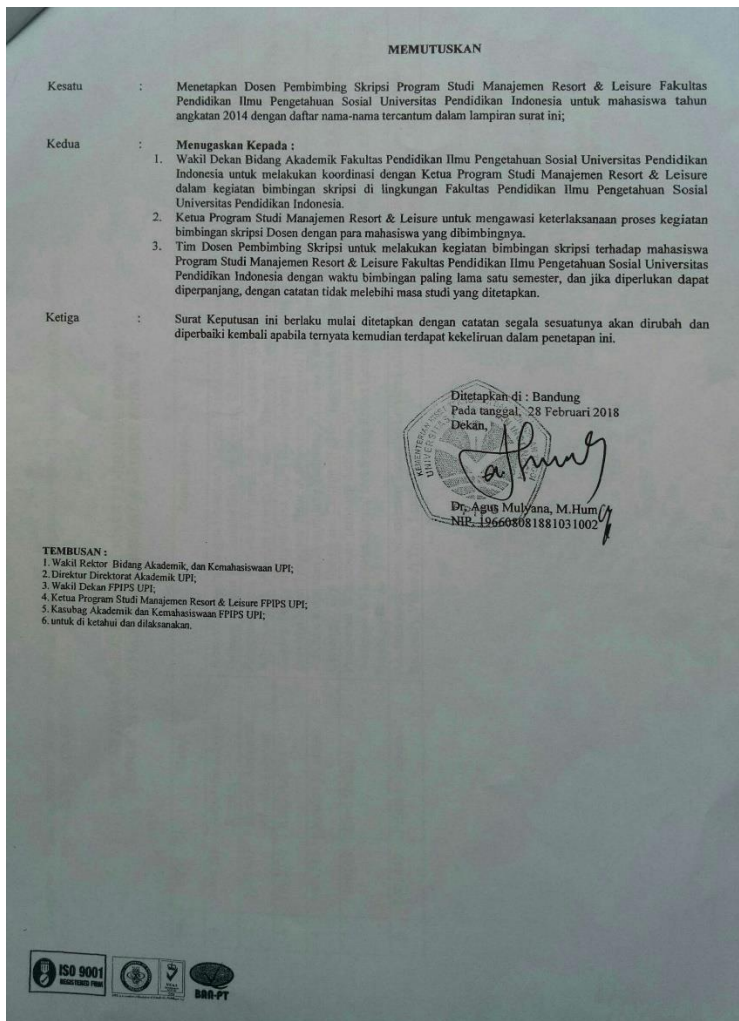 MEMUTUSKAN
Kesatu : Menetapkan Dosen Pembimbing Skripsi Program Studi Manajemen Resort & Leisure Fakultas
Pendidikan Ilmu Pengetahuan Sosial Universitas Pendidikan Indonesia untuk mahasiswa tahun
angkatan 2014 dengan daftar nama-nama tercantum dalam lampiran surat ini;
Kedua : Menugaskan Kepada :
1. Wakil Dekan Bidang Akademik Fakultas Pendidikan Ilmu Pengetahuan Sosial Universitas Pendidikan
Indonesia untuk melakukan koordinasi dengan Ketua Program Studi Manajemen Resort & Leisure
dalam kegiatan bimbingan skripsi di lingkungan Fakultas Pendidikan Ilmu Pengetahuan Sosial
Universitas Pendidikan Indonesia.
2. Ketua Program Studi Manajemen Resort & Leisure untuk mengawasi keterlaksanaan proses kegiatan
bimbingan skripsi Dosen dengan para mahasiswa yang dibimbingnya.
3. Tim Dosen Pembimbing Skripsi untuk melakukan kegiatan bimbingan skripsi terhadap mahasiswa
Program Studi Manajemen Resort & Leisure Fakultas Pendidikan Ilmu Pengetahuan Sosial Universitas
Pendidikan Indonesia dengan waktu bimbingan paling lama satu semester, dan jika diperlukan dapat
diperpanjang, dengan catatan tidak melebihi masa studi yang ditetapkan.
Ketiga : Surat Keputusan ini berlaku mulai ditetapkan dengan catatan segala sesuatunya akan dirubah dan
diperbaiki kembali apabila ternyata kemudian terdapat kekeliruan dalam penetapan ini.
Ditetapkan di : Bandung
Pada tanggal, 28 Februari 2018
Dekan,
Dr. Agus Mulyana, M.Hum
NIP. 196608081881031002
TEMBUSAN :
1. Wakil Rektor Bidang Akademik, dan Kemahasiswaan UPI;
2. Direktur Direktorat Akademik UPI;
3. Wakil Dekan FPIPS UPI;
4. Ketua Program Studi Manajemen Resort & Leisure FPIPS UPI;
5. Kasubag Akademik dan Kemahasiswaan FPIPS UPI;
6. untuk di ketahui dan dilaksanakan.
ISO 9001
REGISTERED FIRM
BAN-PT